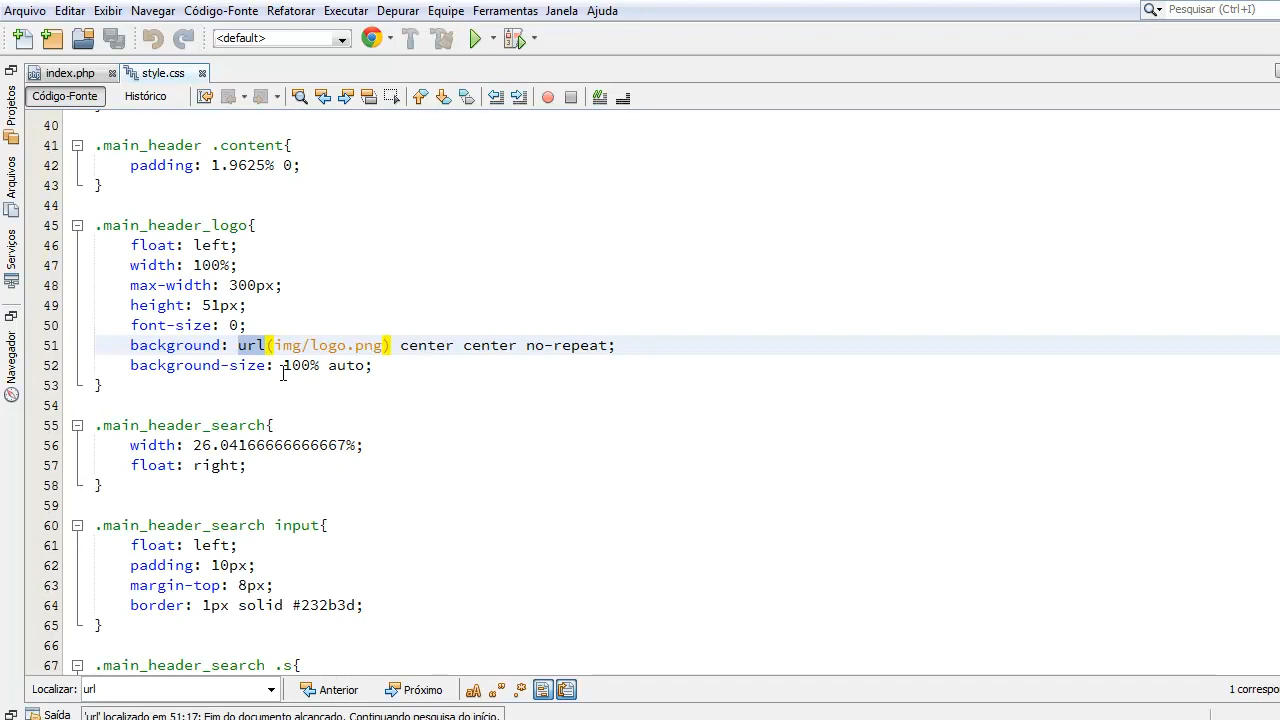 Arquivo Editar Exibir Navegar Código-Fonte Refatorar Executar Depurar Equipe Ferramentas Janela Ajuda Pesquisar (Ctrl+I)
<default>
index.php style.css
Código-Fonte Histórico
Projetos
Arquivos
Serviços
Navegador
40
41 .main_header .content{
42 padding: 1.9625% 0;
43 }
44
45 .main_header_logo{
46 float: left;
47 width: 100%;
48 max-width: 300px;
49 height: 51px;
50 font-size: 0;
51 background: url(img/logo.png) center center no-repeat;
52 background-size: 100% auto;
53 }
54
55 .main_header_search{
56 width: 26.04166666666667%;
57 float: right;
58 }
59
60 .main_header_search input{
61 float: left;
62 padding: 10px;
63 margin-top: 8px;
64 border: 1px solid #232b3d;
65 }
66
67 .main_header_search .s{
Localizar: url Anterior Próximo 1 correspo
Saída 'url' localizado em 51:17; Fim do documento alcançado. Continuando pesquisa do início.